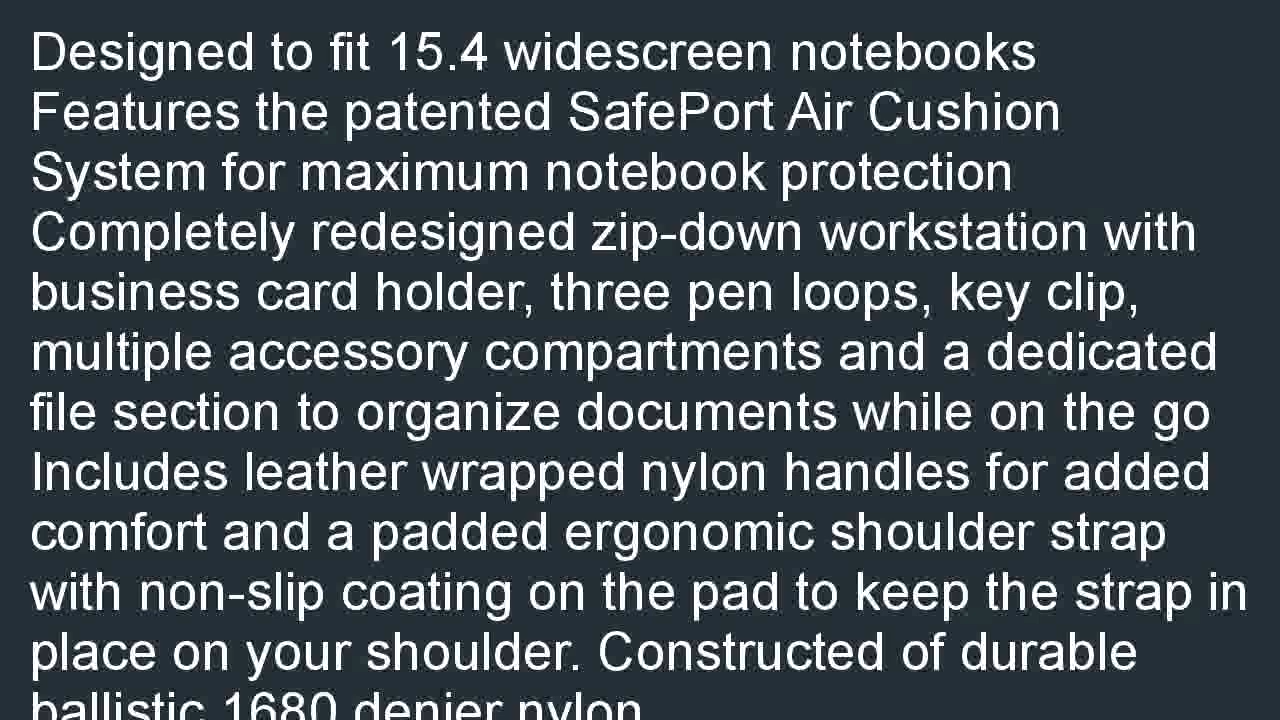 Designed to fit 15.4 widescreen notebooks
Features the patented SafePort Air Cushion
System for maximum notebook protection
Completely redesigned zip-down workstation with
business card holder, three pen loops, key clip,
multiple accessory compartments and a dedicated
file section to organize documents while on the go
Includes leather wrapped nylon handles for added
comfort and a padded ergonomic shoulder strap
with non-slip coating on the pad to keep the strap in
place on your shoulder. Constructed of durable
ballistic 1680 denier nylon